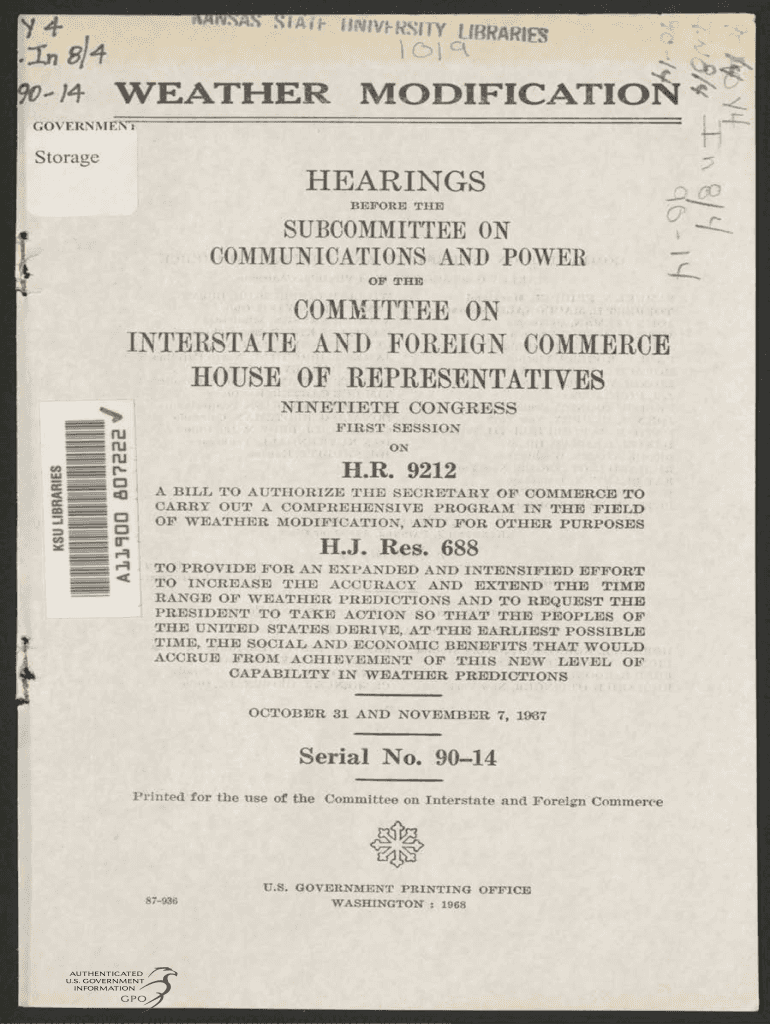 Y 4
.In 8/4
90-14
KANSAS STATE UNIVERSITY LIBRARIES
1019
WEATHER MODIFICATION
GOVERNMENT
Storage
Y4
In 8/4
90-14
HEARINGS
BEFORE THE
SUBCOMMITTEE ON
COMMUNICATIONS AND POWER
OF THE
COMMITTEE ON
INTERSTATE AND FOREIGN COMMERCE
HOUSE OF REPRESENTATIVES
NINETIETH CONGRESS
FIRST SESSION
ON
H.R. 9212
A BILL TO AUTHORIZE THE SECRETARY OF COMMERCE TO
CARRY OUT A COMPREHENSIVE PROGRAM IN THE FIELD
OF WEATHER MODIFICATION, AND FOR OTHER PURPOSES
H.J. Res. 688
TO PROVIDE FOR AN EXPANDED AND INTENSIFIED EFFORT
TO INCREASE THE ACCURACY AND EXTEND THE TIME
RANGE OF WEATHER PREDICTIONS AND TO REQUEST THE
PRESIDENT TO TAKE ACTION SO THAT THE PEOPLES OF
THE UNITED STATES DERIVE, AT THE EARLIEST POSSIBLE
TIME, THE SOCIAL AND ECONOMIC BENEFITS THAT WOULD
ACCRUE FROM ACHIEVEMENT OF THIS NEW LEVEL OF
CAPABILITY IN WEATHER PREDICTIONS
KSU LIBRARIES
A11900 807222
OCTOBER 31 AND NOVEMBER 7, 1967
Serial No. 90–14
Printed for the use of the Committee on Interstate and Foreign Commerce
U.S. GOVERNMENT PRINTING OFFICE
87-936
WASHINGTON : 1968
AUTHENTICATED
U.S. GOVERNMENT
INFORMATION
GPO